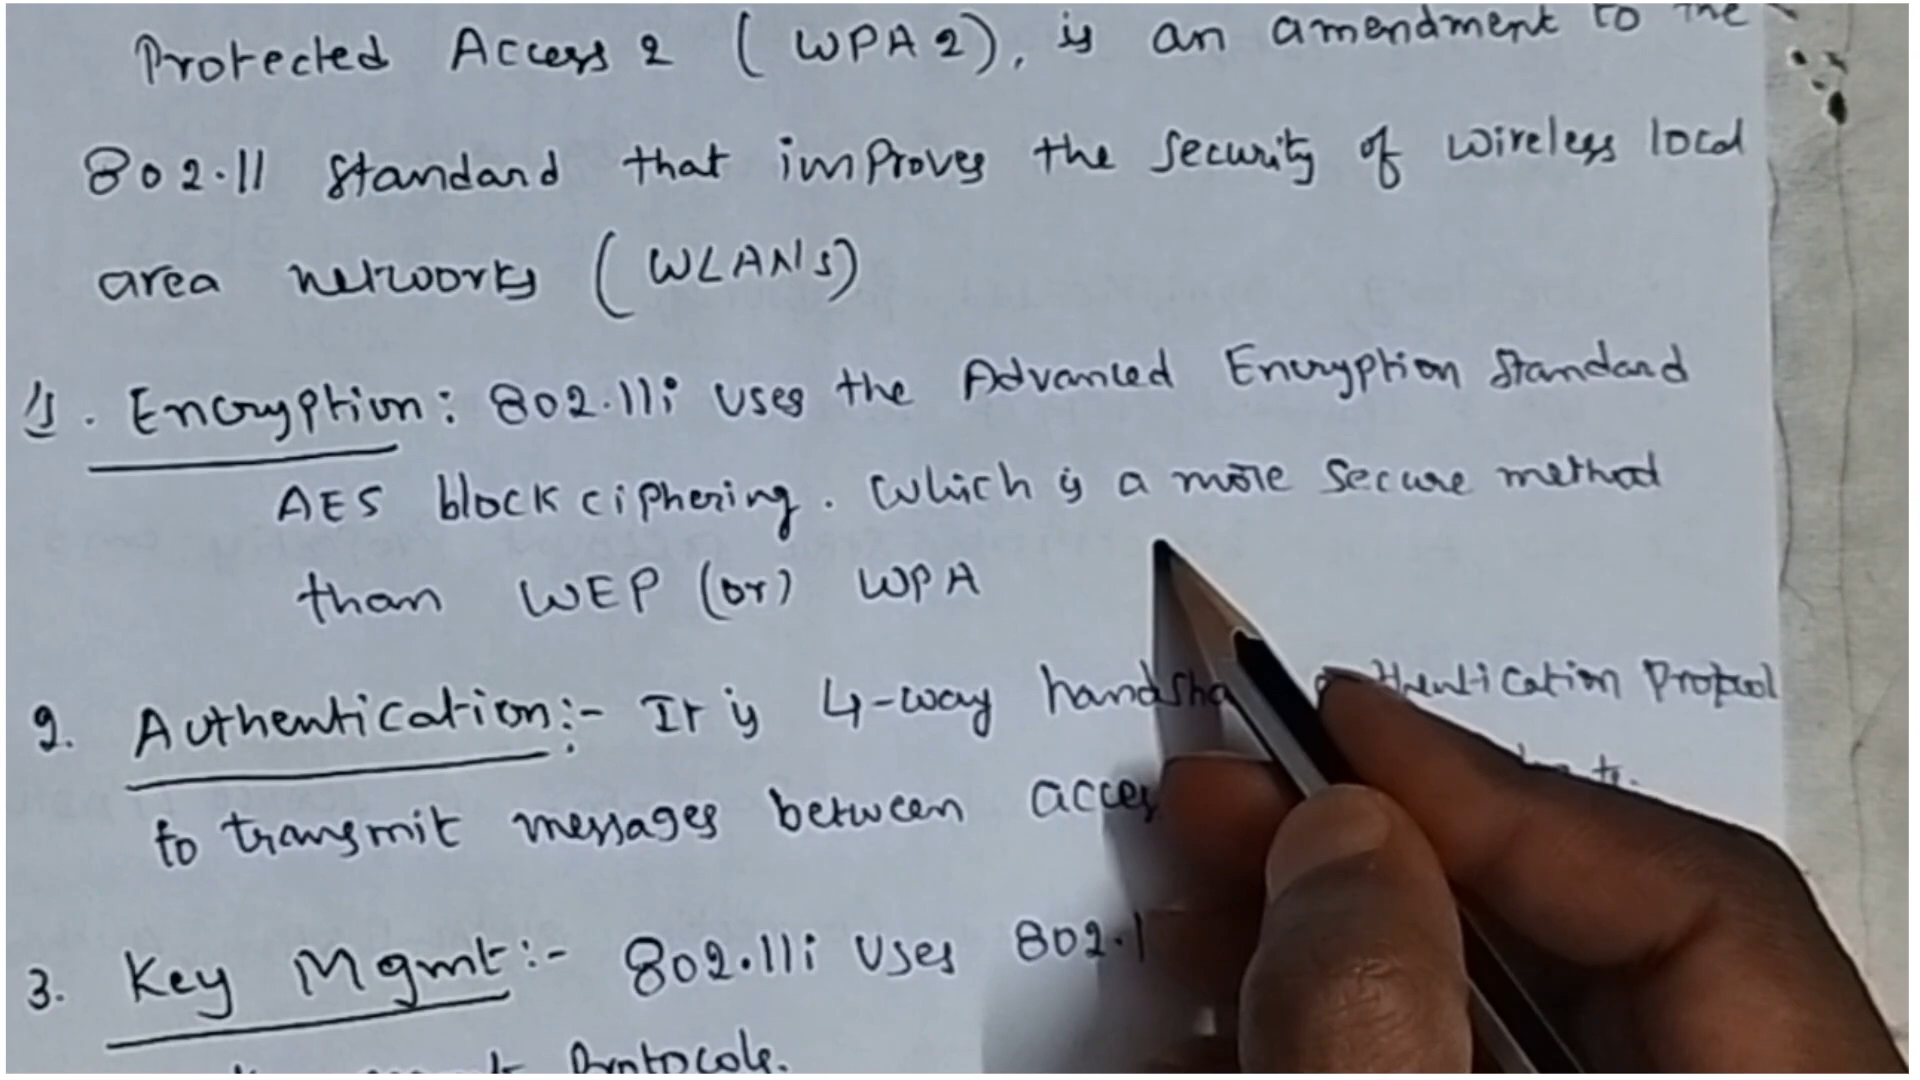 Protected Access 2 (WPA2), is an amendment to the
802.11 standard that improves the security of wireless local
area networks (WLANs)
1. Encryption: 802.11i uses the Advanced Encryption Standard
AES block ciphering. Which is a more secure method
than WEP (or) WPA
2. Authentication:- It is 4-way handsha authentication Protocol
to transmit messages between acces
3. Key Mgmt:- 802.11i Uses 802.1
Protocols.